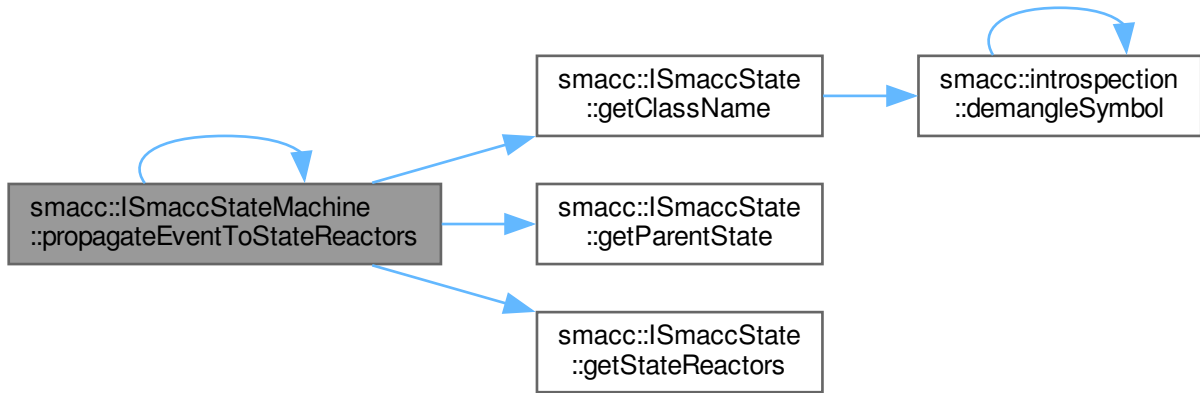 smacc::ISmaccStateMachine
::propagateEventToStateReactors
smacc::ISmaccState
::getClassName
smacc::introspection
::demangleSymbol
smacc::ISmaccState
::getParentState
smacc::ISmaccState
::getStateReactors